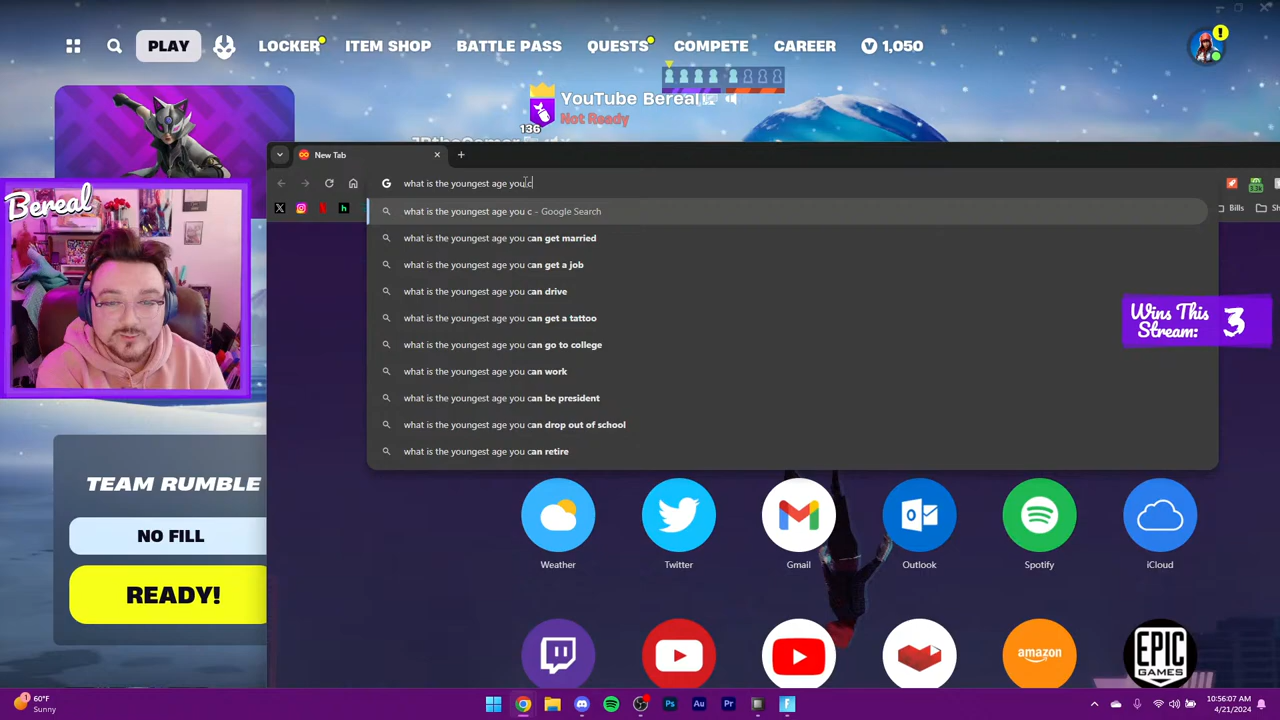 PLAY
LOCKER
ITEM SHOP
BATTLE PASS
QUESTS
COMPETE
CAREER
1,050
YouTube Bereal
136
Not Ready
New Tab
what is the youngest age you c
Bills
what is the youngest age you c - Google Search
what is the youngest age you can get married
what is the youngest age you can get a job
what is the youngest age you can drive
what is the youngest age you can get a tattoo
what is the youngest age you can go to college
what is the youngest age you can work
what is the youngest age you can be president
what is the youngest age you can drop out of school
what is the youngest age you can retire
Bereal
Wins This
Stream: 3
TEAM RUMBLE
NO FILL
READY!
Weather
Twitter
Gmail
Outlook
Spotify
iCloud
amazon
EPIC
GAMES
60°F
Sunny
Ps
Au
Pr
10:56:07 AM
4/21/2024